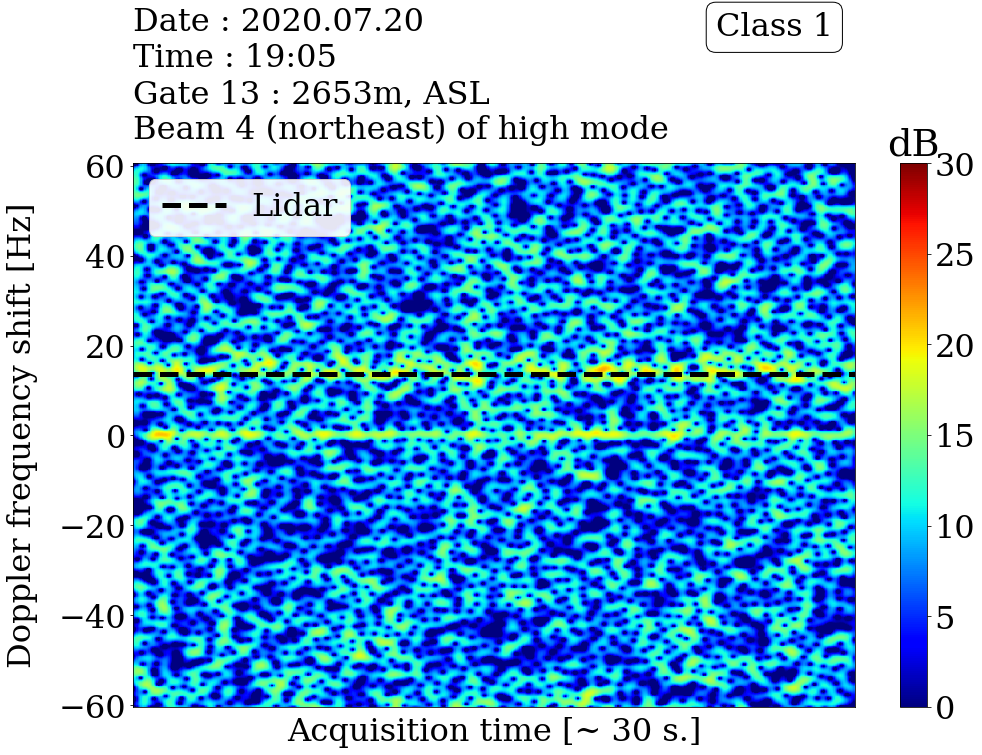 Date : 2020.07.20
Time : 19:05
Gate 13 : 2653m, ASL
Beam 4 (northeast) of high mode
Class 1
dB
Lidar
Doppler frequency shift [Hz]
60
40
20
0
−20
−40
−60
30
25
20
15
10
5
0
Acquisition time [~ 30 s.]